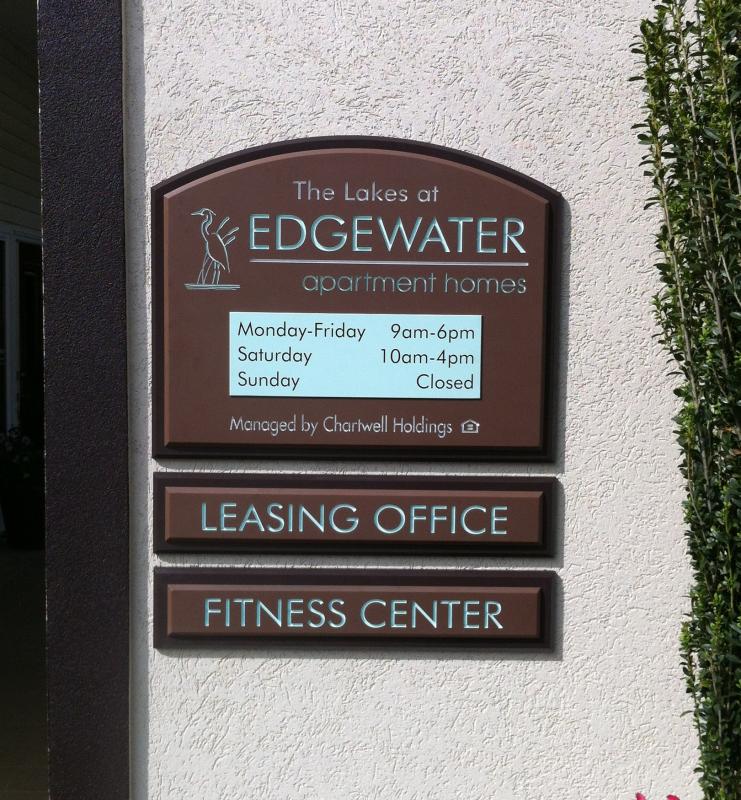 The Lakes at
EDGEWATER
apartment homes
Monday-Friday 9am-6pm
Saturday 10am-4pm
Sunday Closed
Managed by Chartwell Holdings
LEASING OFFICE
FITNESS CENTER